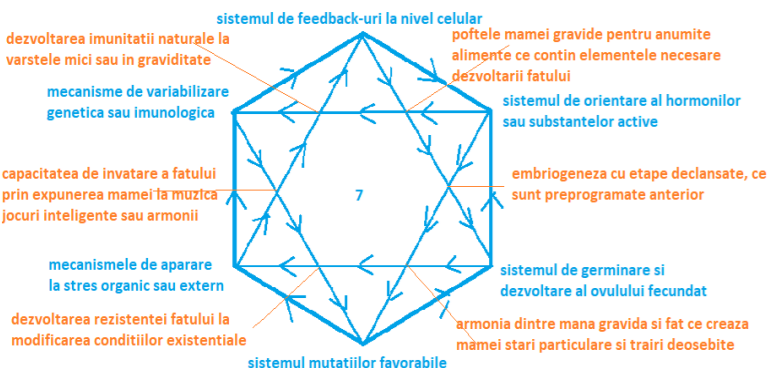 sistemul de feedback-uri la nivel celular
dezvoltarea imunitatii naturale la
varstele mici sau in graviditate
poftele mamei gravide pentru anumite
alimente ce contin elementele necesare
dezvoltarii fatului
mecanisme de variabilizare
genetica sau imunologica
sistemul de orientare al hormonilor
sau substantelor active
capacitatea de invatare a fatului
prin expunerea mamei la muzica
jocuri inteligente sau armonii
7
embriogeneza cu etape declansate, ce
sunt preprogramate anterior
mecanismele de aparare
la stres organic sau extern
sistemul de germinare si
dezvoltare al ovulului fecundat
dezvoltarea rezistentei fatului la
modificarea conditiilor existentiale
armonia dintre mana gravida si fat ce creaza
mamei stari particulare si trairi deosebite
sistemul mutatiilor favorabile